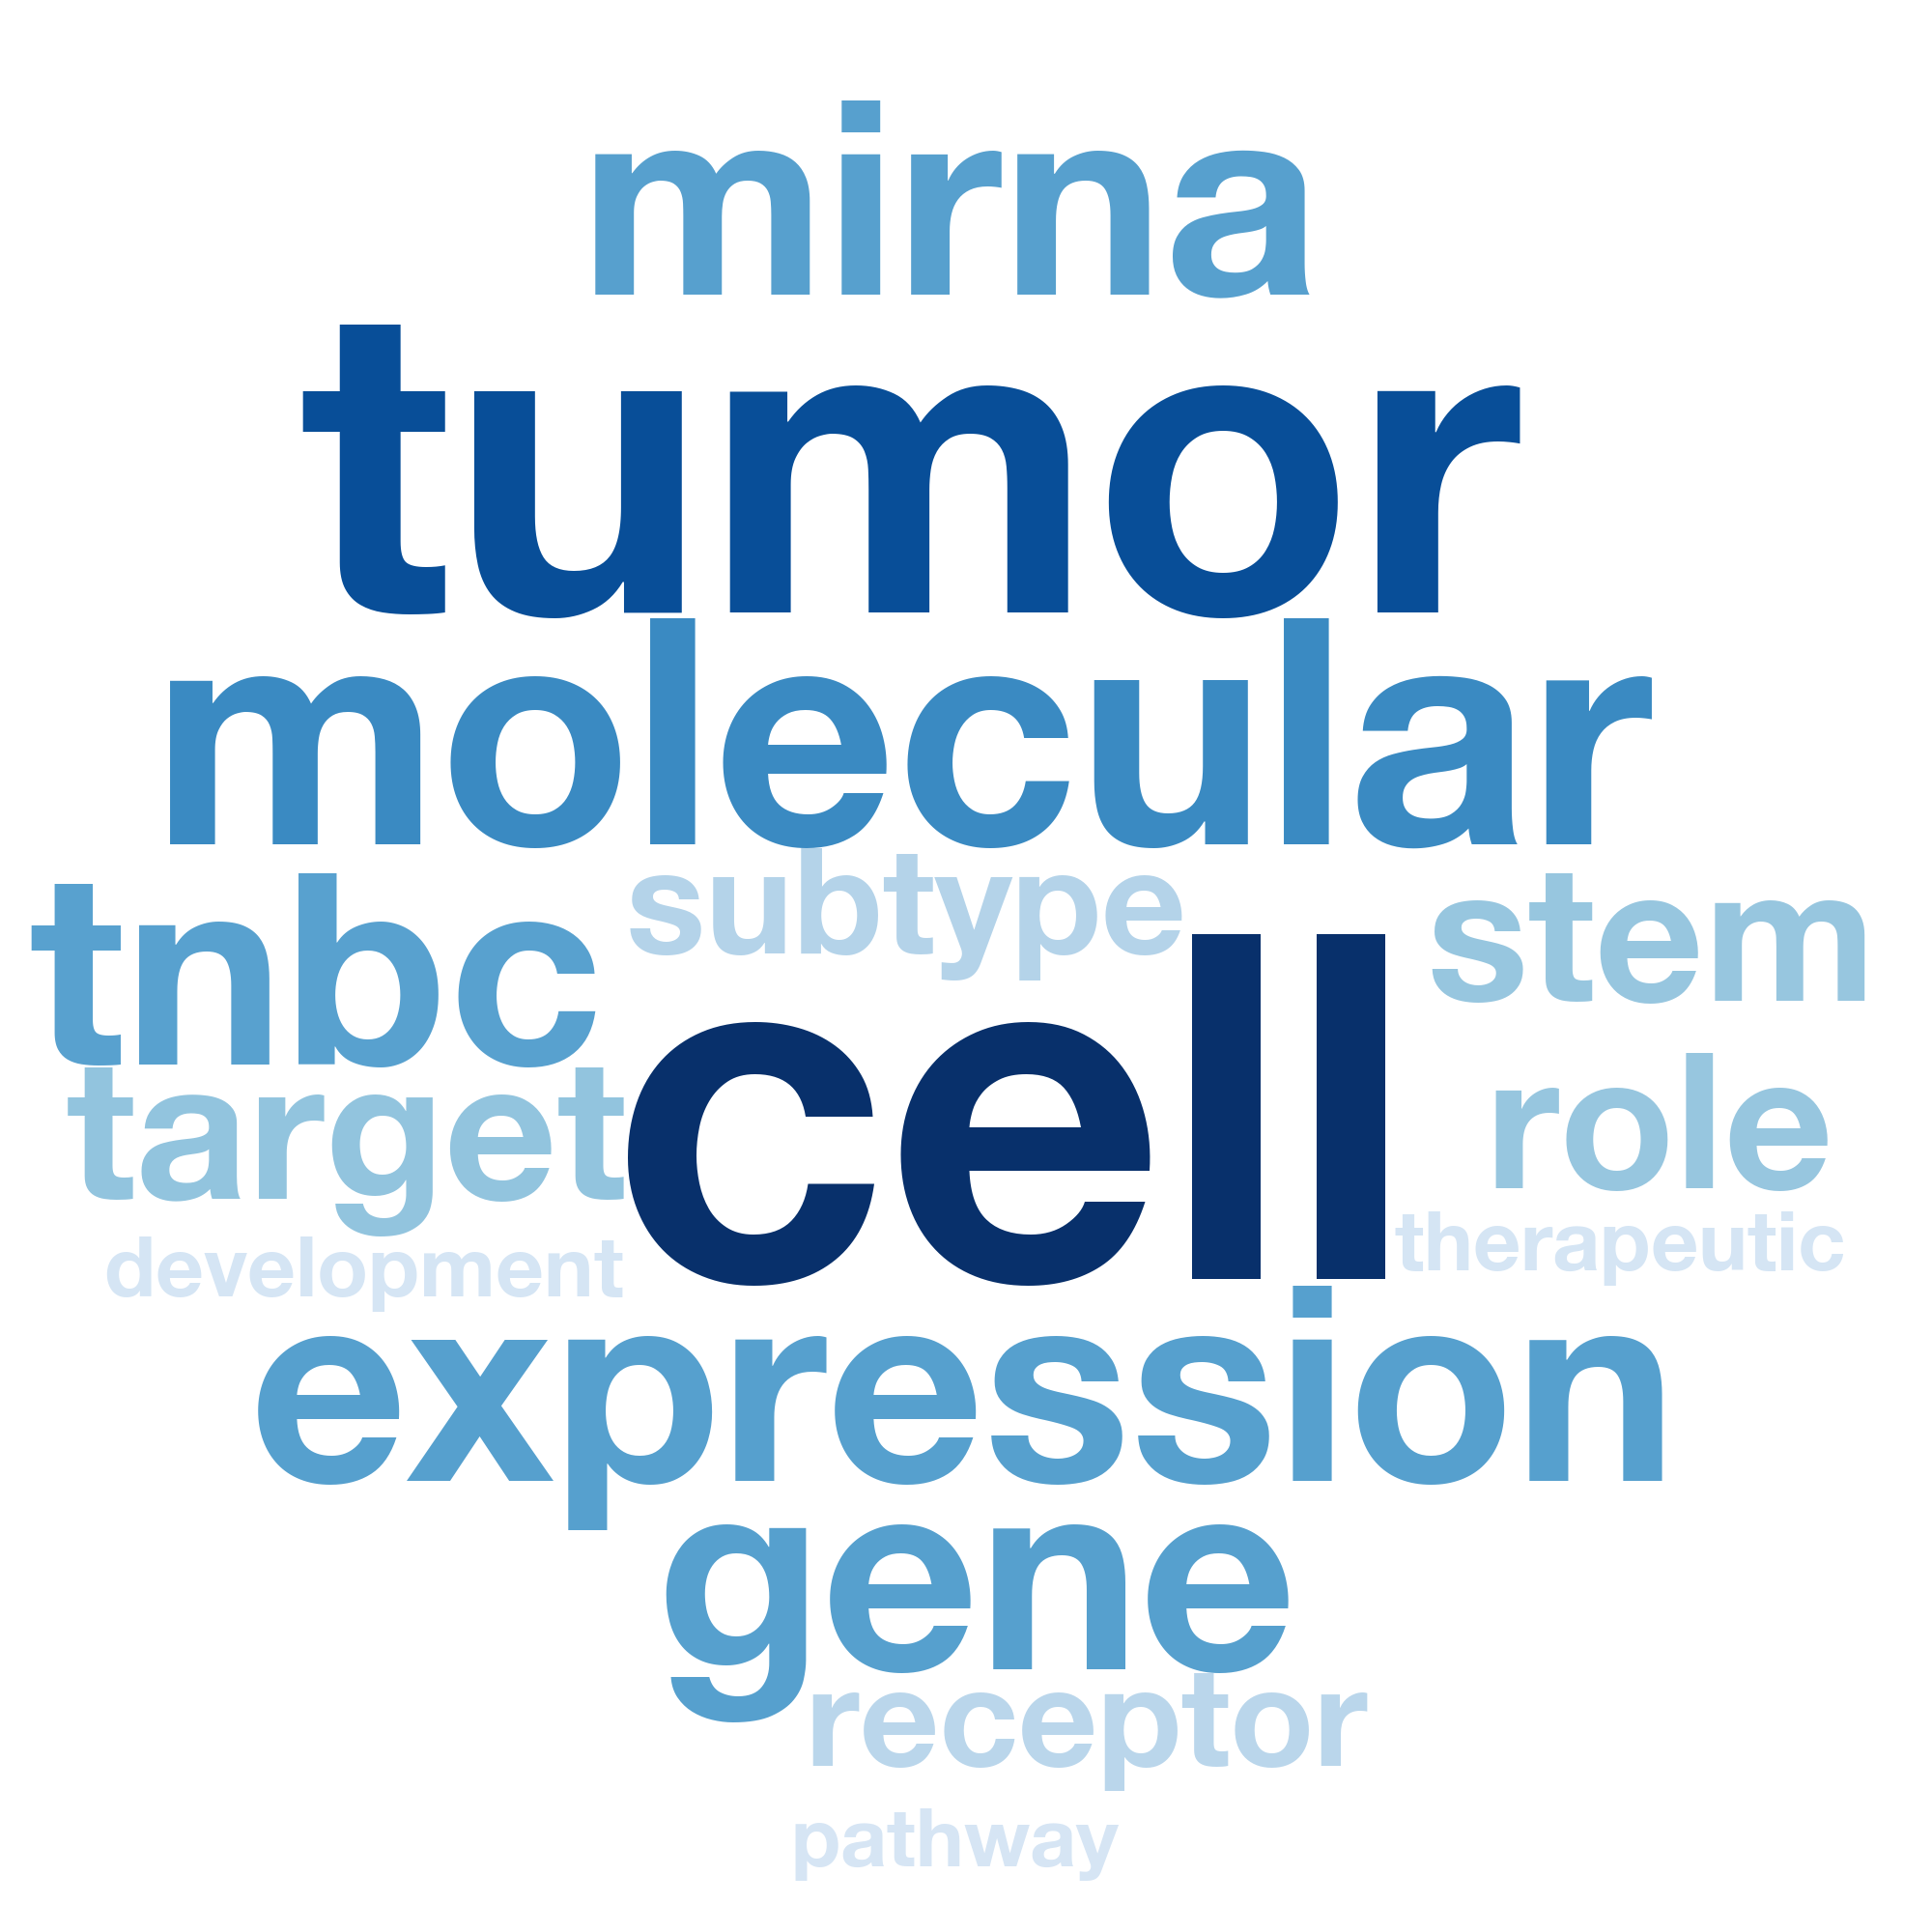 mirna
tumor
molecular
subtype
tnbc
stem
cell
target
role
development
therapeutic
expression
gene
receptor
pathway